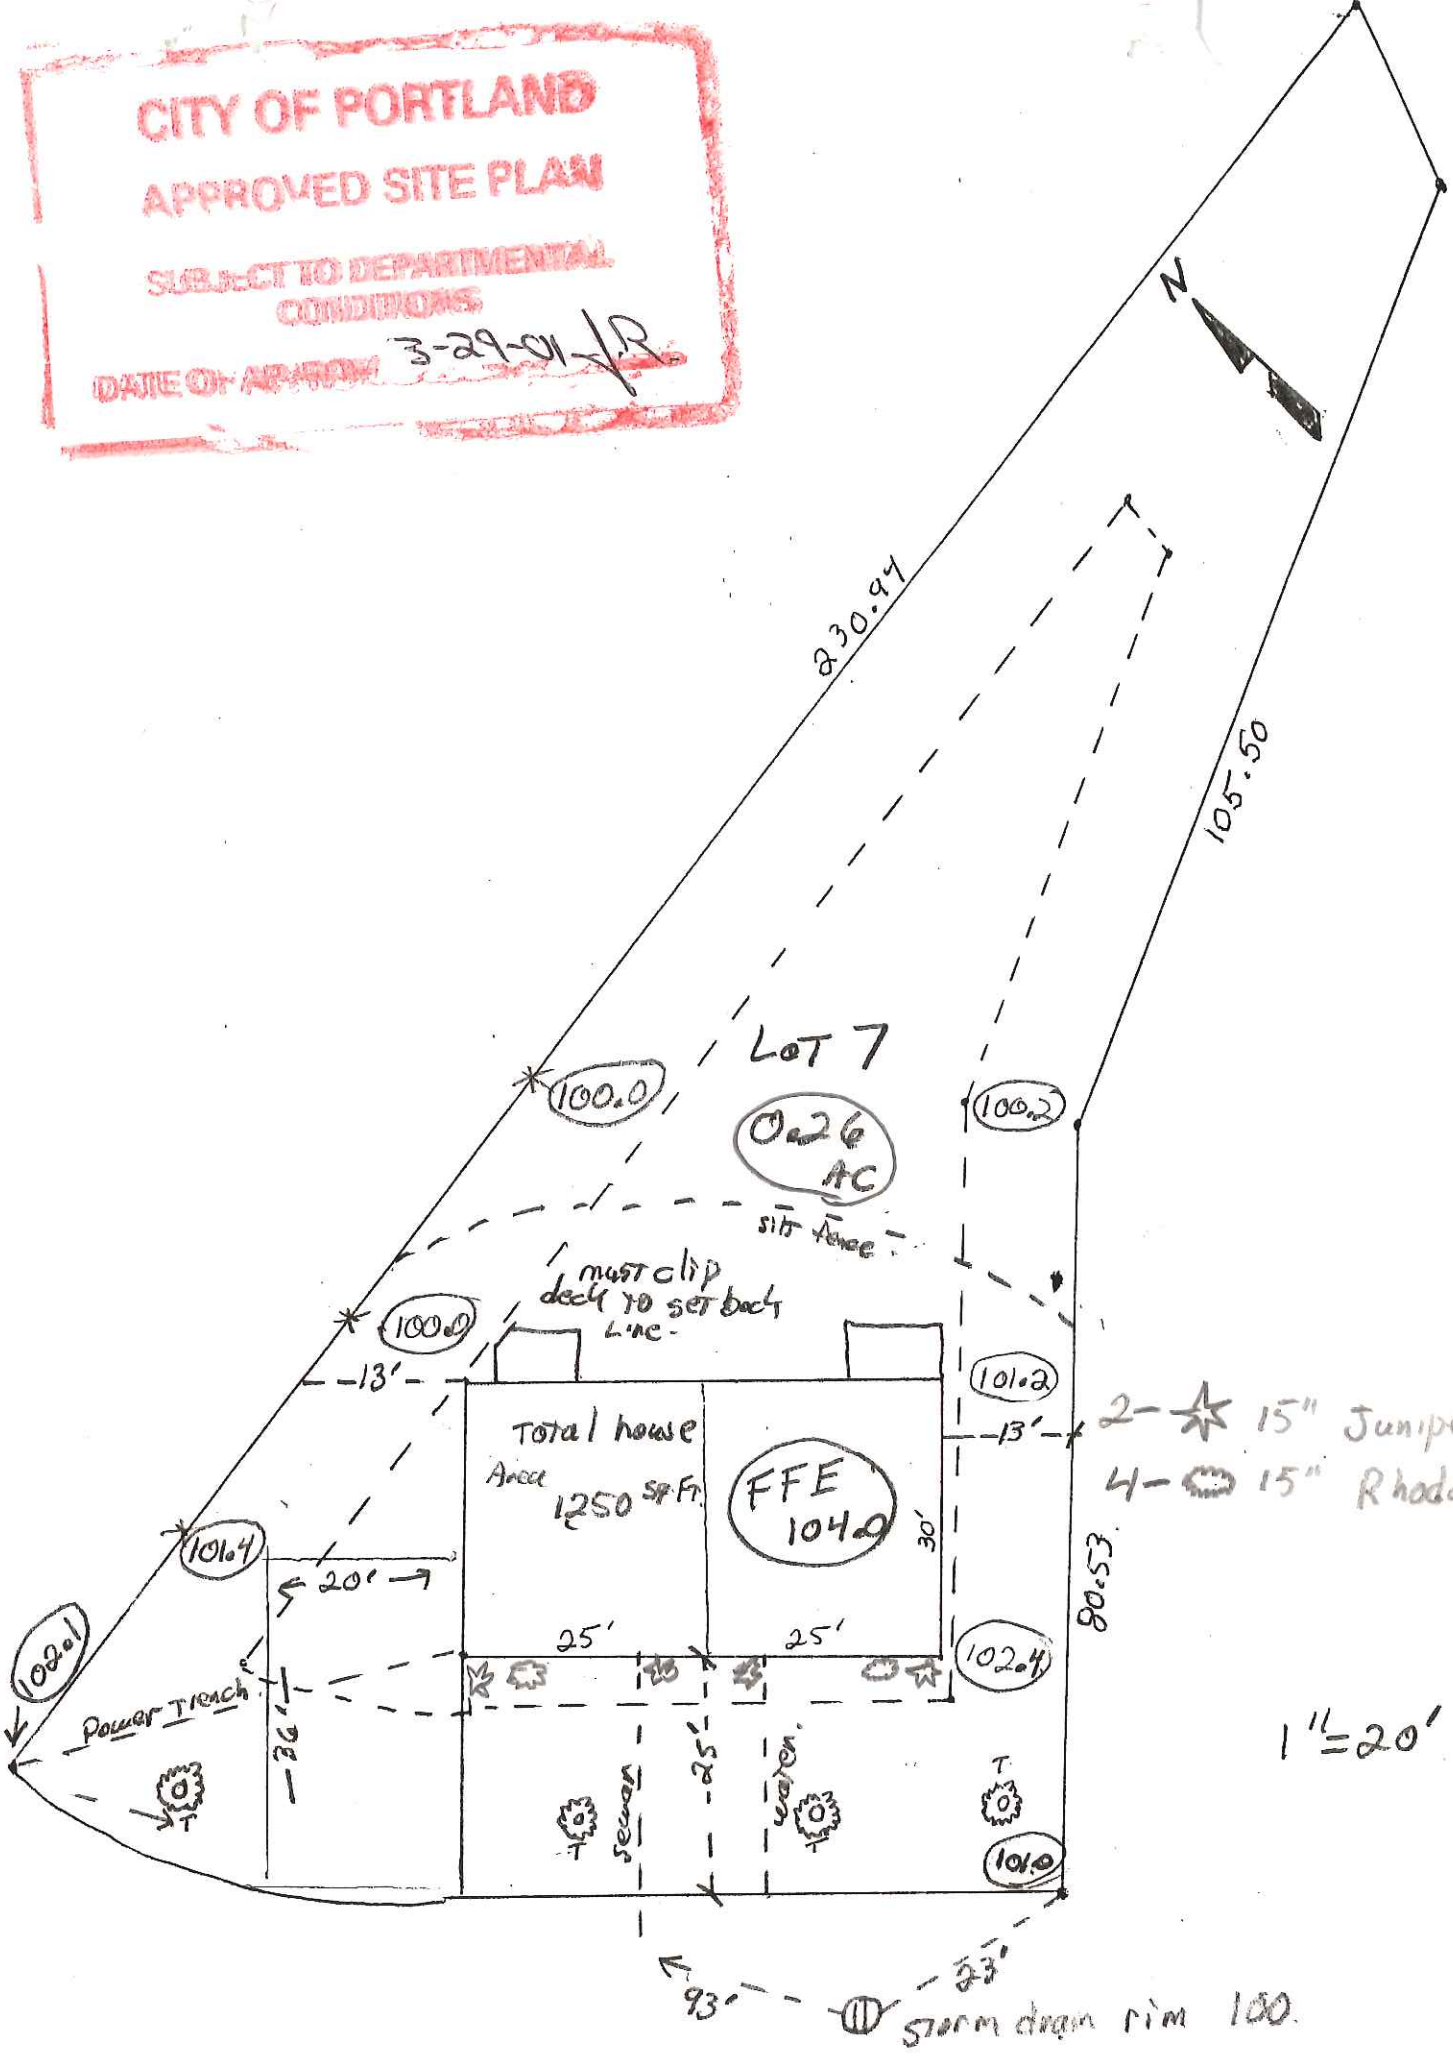 CITY OF PORTLAND
APPROVED SITE PLAN
SUBJECT TO DEPARTMENTAL
CONDITIONS
DATE OF 3-29-01 JR
N
230.94
105.50
LOT 7
100.0
0.26
AC
100.2
silt fence
must clip
deck to set back
Line.
100.0
13'
101.2
Total house
Area
1250 SQ.FT.
FFE
104.0
30'
13'
2- 15" Junip
4- 15" Rhod
101.4
20'
80.53
25'
25'
102.1
102.4
Power Trench
36'
25'
sewer
water
T
T
T
T
101.0
1"=20'
93'
23'
storm drain rim 100.